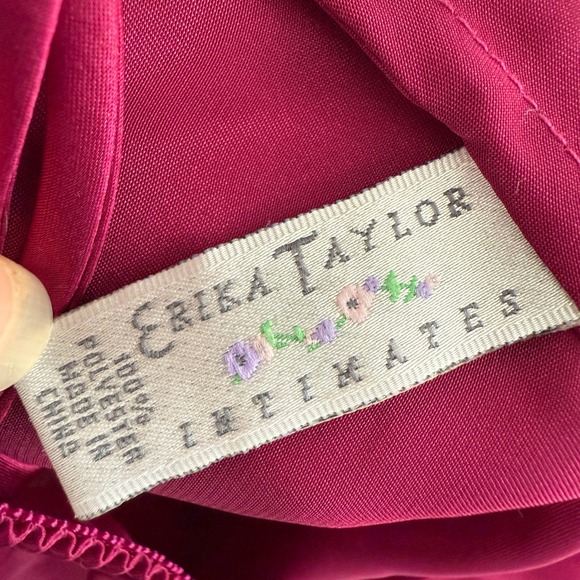 ERIKA TAYLOR
INTIMATES
100%
POLYESTER
MADE IN
CHINA